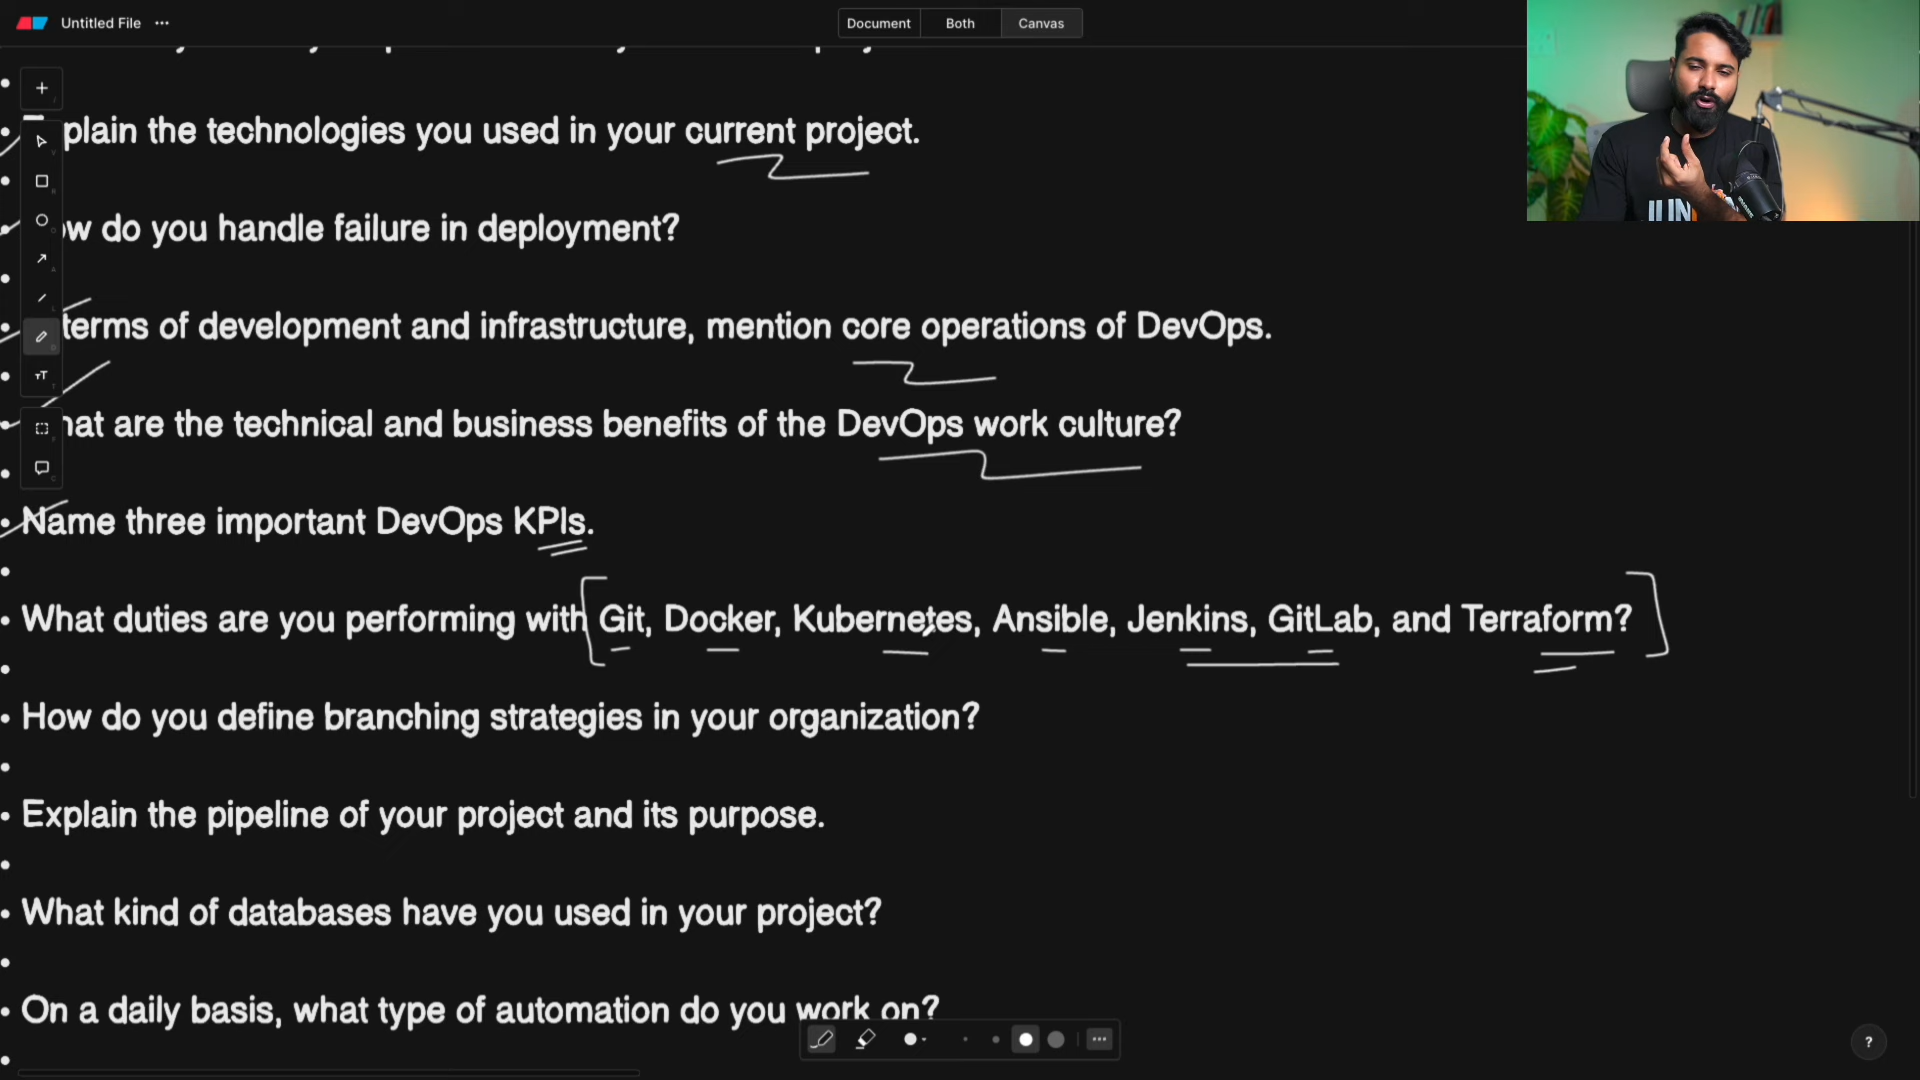 Untitled File
Document Both Canvas
plain the technologies you used in your current project.
ow do you handle failure in deployment?
terms of development and infrastructure, mention core operations of DevOps.
hat are the technical and business benefits of the DevOps work culture?
Name three important DevOps KPIs.
What duties are you performing with Git, Docker, Kubernetes, Ansible, Jenkins, GitLab, and Terraform?
How do you define branching strategies in your organization?
Explain the pipeline of your project and its purpose.
What kind of databases have you used in your project?
On a daily basis, what type of automation do you work on?
?